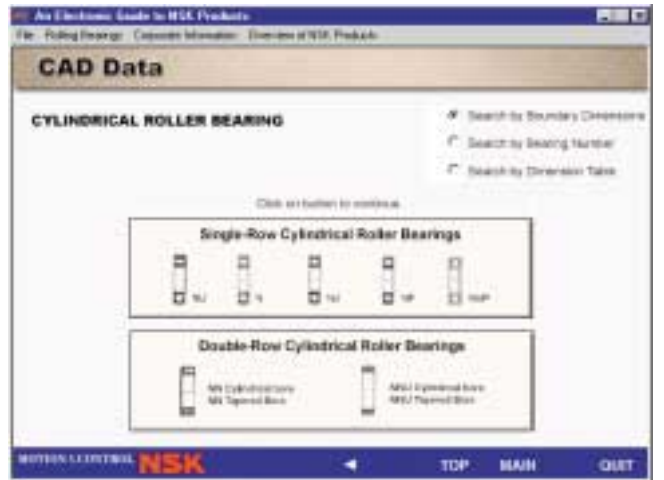 An Electronic Guide to NSK Products
File Rolling Bearings Corporate Information Overview of NSK Products
CAD Data
CYLINDRICAL ROLLER BEARING
Search by Boundary Dimensions
Search by Bearing Number
Search by Dimension Table
Click on button to continue.
Single-Row Cylindrical Roller Bearings
N
NJ
NF
NUP
Double-Row Cylindrical Roller Bearings
NN Cylindrical bore
NN Tapered Bore
NNU Cylindrical bore
NNU Tapered Bore
MOTION & CONTROL NSK
TOP MAIN QUIT